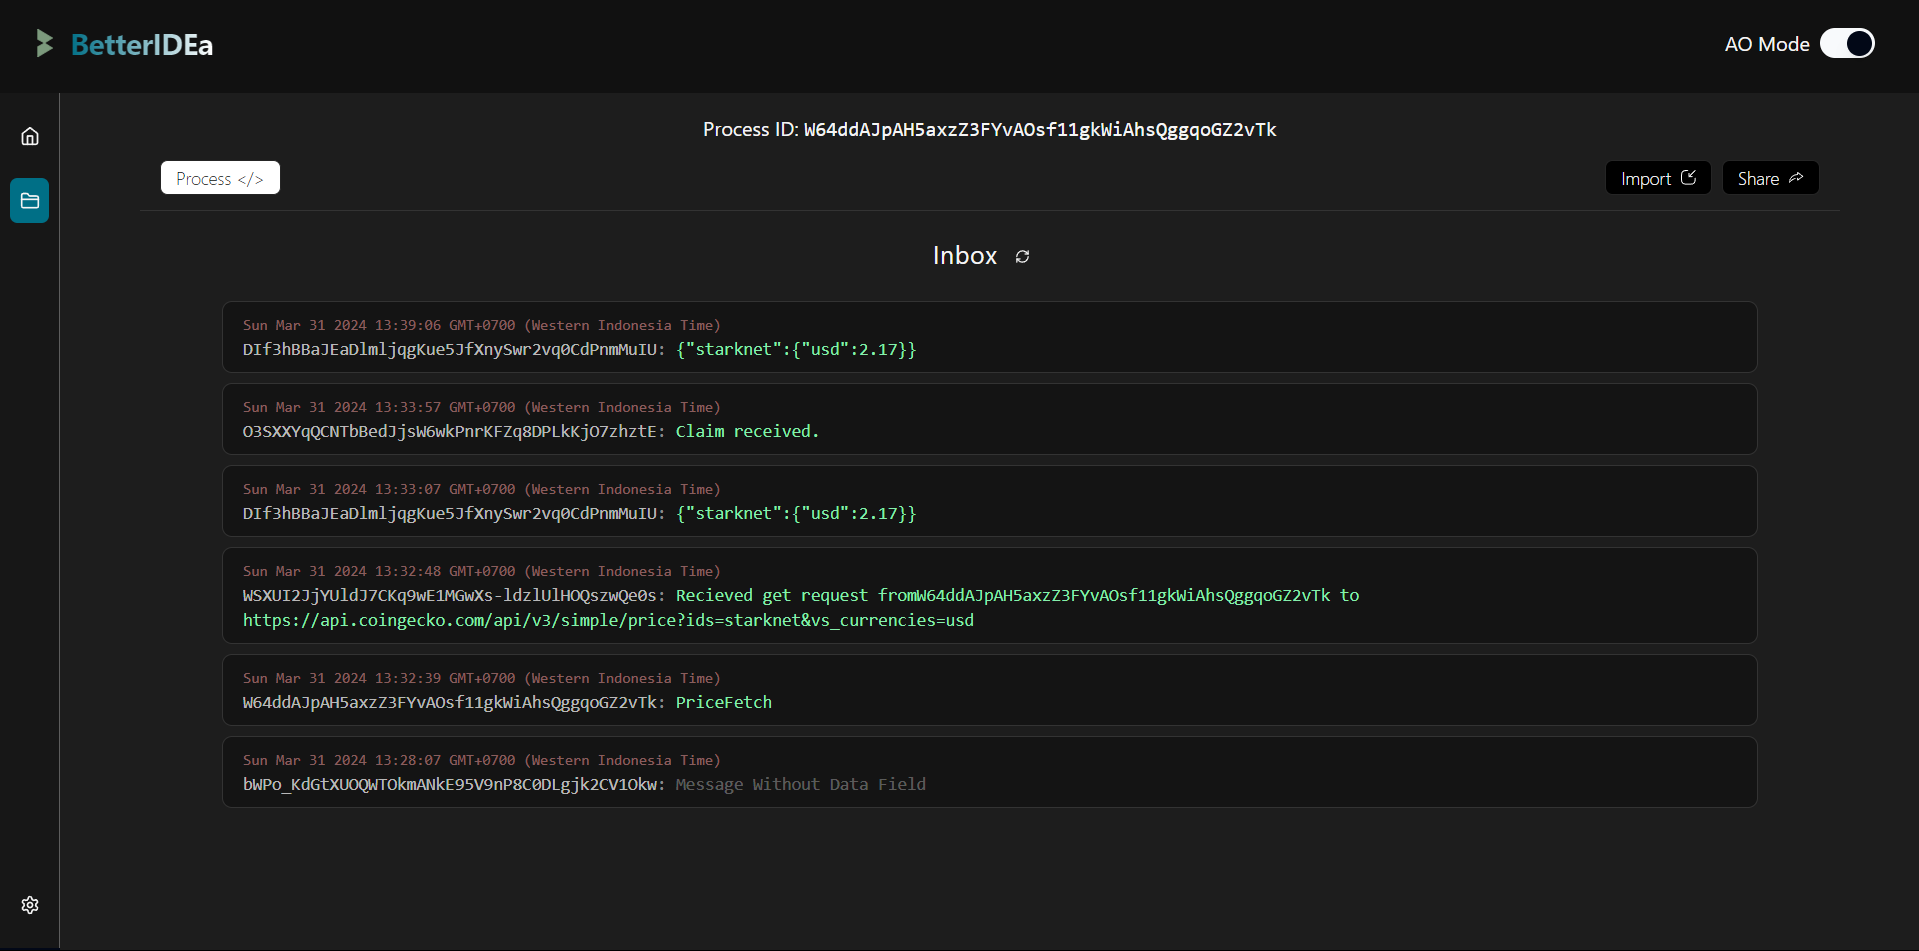 BetterIDEa
AO Mode
Process ID: W64ddAJpAH5axzZ3FYvAOsf11gkWiAhsQggqoGZ2vTk
Process </>
Import
Share
Inbox
Sun Mar 31 2024 13:39:06 GMT+0700 (Western Indonesia Time)
DIf3hBBaJEaDlmljqgKue5JfXnySwr2vq0CdPnmMuIU: {"starknet":{"usd":2.17}}
Sun Mar 31 2024 13:33:57 GMT+0700 (Western Indonesia Time)
O3SXXYqQCNTbBedJjsW6wkPnrKFZq8DPLkKjO7zhztE: Claim received.
Sun Mar 31 2024 13:33:07 GMT+0700 (Western Indonesia Time)
DIf3hBBaJEaDlmljqgKue5JfXnySwr2vq0CdPnmMuIU: {"starknet":{"usd":2.17}}
Sun Mar 31 2024 13:32:48 GMT+0700 (Western Indonesia Time)
WSXUI2JjYUldJ7CKq9wE1MGwXs-ldzlUlHOQszwQe0s: Recieved get request fromW64ddAJpAH5axzZ3FYvAOsf11gkWiAhsQggqoGZ2vTk to
https://api.coingecko.com/api/v3/simple/price?ids=starknet&vs_currencies=usd
Sun Mar 31 2024 13:32:39 GMT+0700 (Western Indonesia Time)
W64ddAJpAH5axzZ3FYvAOsf11gkWiAhsQggqoGZ2vTk: PriceFetch
Sun Mar 31 2024 13:28:07 GMT+0700 (Western Indonesia Time)
bWPo_KdGtXUOQWTOkmANkE95V9nP8C0DLgjk2CV1Okw: Message Without Data Field